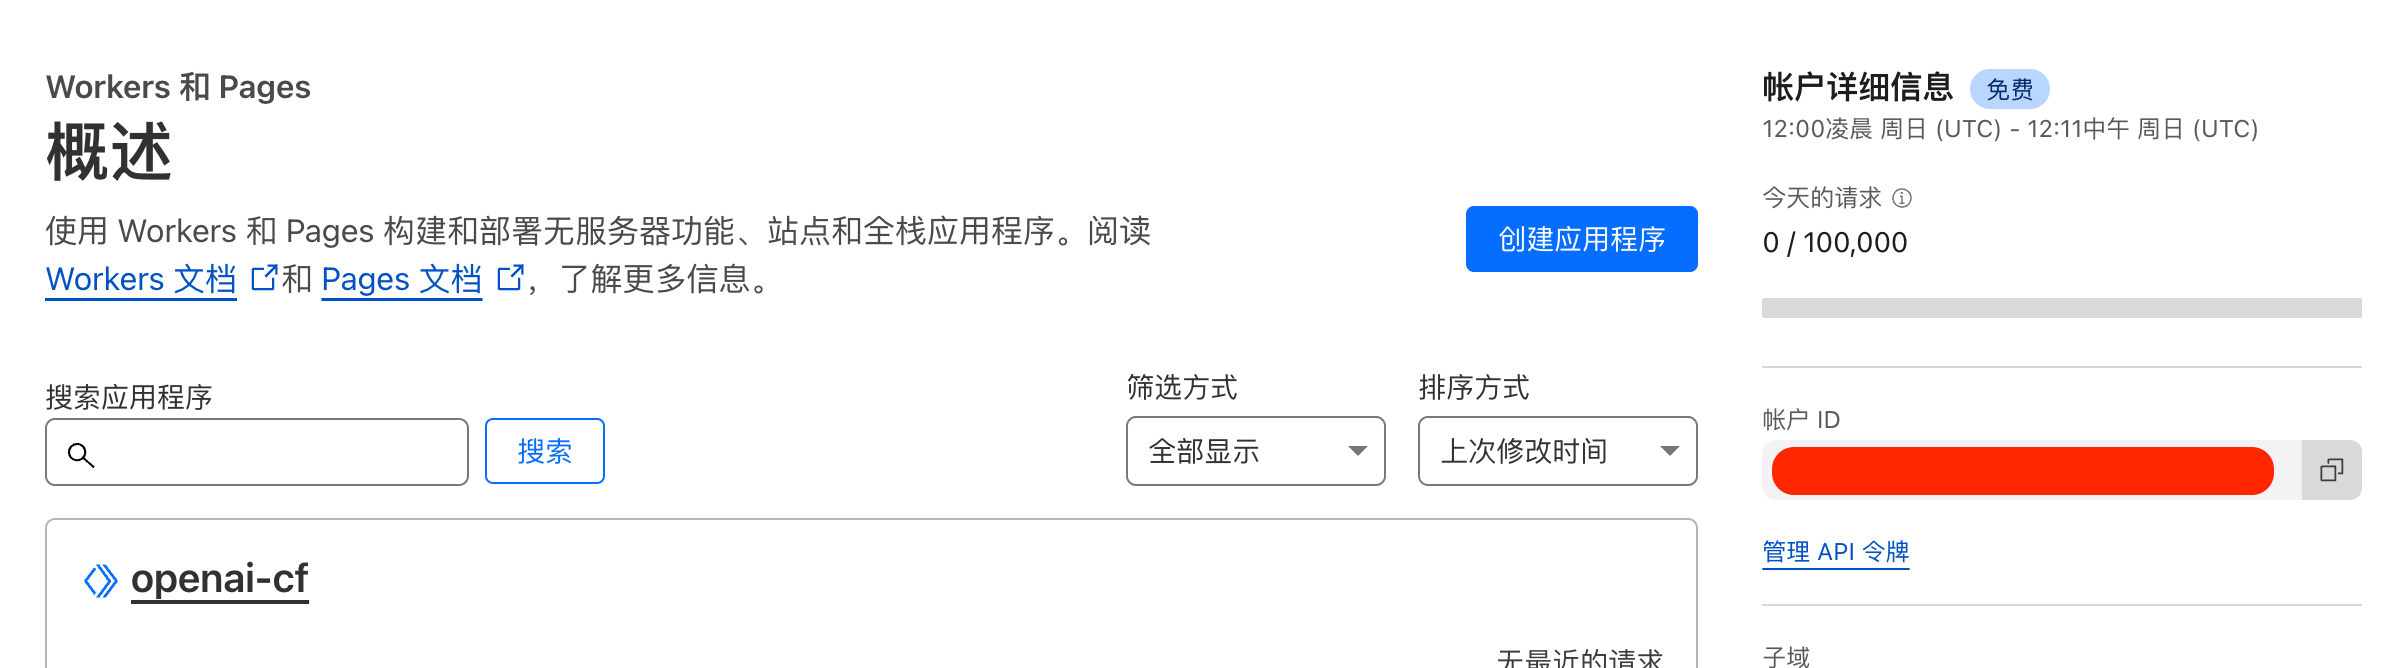 Workers 和 Pages
概述
使用 Workers 和 Pages 构建和部署无服务器功能、站点和全栈应用程序。阅读
Workers 文档 和 Pages 文档 ，了解更多信息。
创建应用程序
搜索应用程序
搜索
筛选方式
全部显示
排序方式
上次修改时间
openai-cf
无最近的请求
帐户详细信息 免费
12:00凌晨 周日 (UTC) - 12:11中午 周日 (UTC)
今天的请求
0 / 100,000
帐户 ID
管理 API 令牌
子域